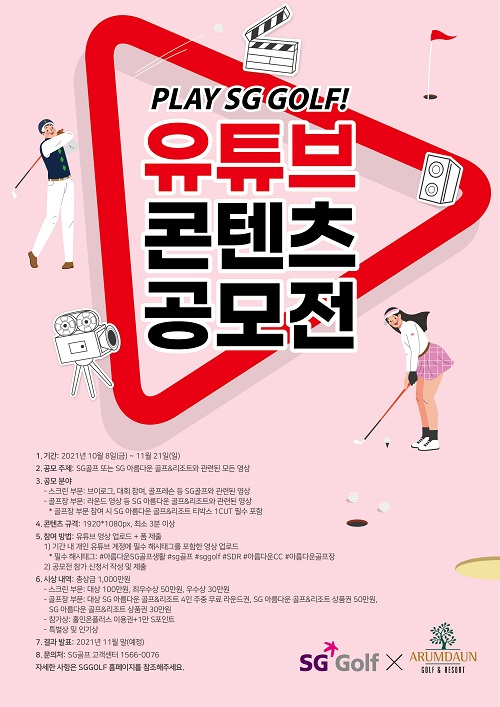 PLAY SG GOLF!
유튜브
콘텐츠
공모전
1. 기간: 2021년 10월 8일(금) ~ 11월 21일(일)
2. 공모 주제: SG골프 또는 SG 아름다운 골프&리조트와 관련된 모든 영상
3. 공모 분야
- 스크린 부문: 브이로그, 대회 참여, 골프레슨 등 SG골프와 관련된 영상
- 골프장 부문: 라운드 영상 등 SG 아름다운 골프&리조트와 관련된 영상
* 골프장 부문 참여 시 SG 아름다운 골프&리조트 티박스 1CUT 필수 포함
4. 콘텐츠 규격: 1920*1080px, 최소 3분 이상
5. 참여 방법: 유튜브 영상 업로드 + 폼 제출
1) 기간 내 개인 유튜브 계정에 필수 해시태그를 포함한 영상 업로드
* 필수 해시태그: #아름다운SG골프생활 #sg골프 #SDR #아름다운CC #아름다운골프장
2) 공모전 참가 신청서 작성 및 제출
6. 시상 내역: 총상금 1,000만원
- 스크린 부문: 대상 100만원, 최우수상 50만원, 우수상 30만원
- 골프장 부문: 대상 SG 아름다운 골프&리조트 4인 주중 무료 라운드권, SG 아름다운 골프&리조트 상품권 50만원,
SG 아름다운 골프&리조트 상품권 30만원
- 참가상: 홀인온플러스 이용권+1만 S포인트
- 특별상 및 인기상
7. 결과 발표: 2021년 11월 말(예정)
8. 문의처: SG골프 고객센터 1566-0076
자세한 사항은 SGGOLF 홈페이지를 참조해주세요.
SG Golf × ARUMDAUN
GOLF & RESORT